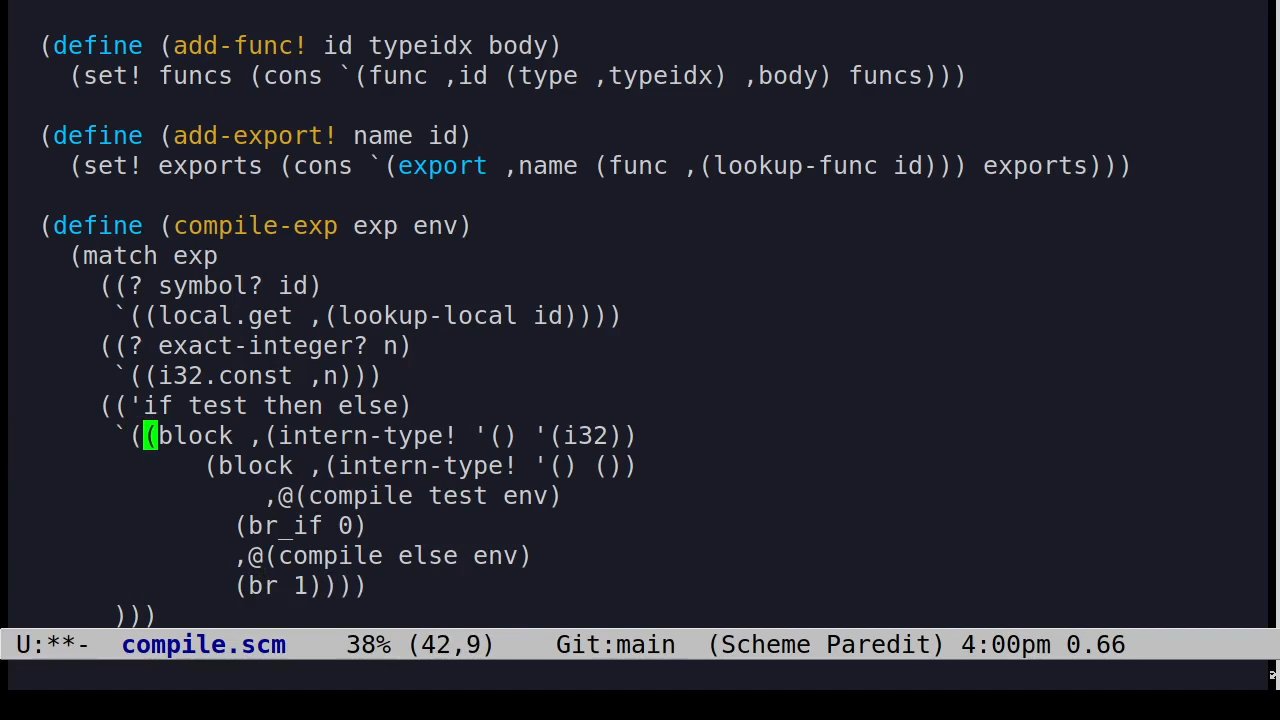 (define (add-func! id typeidx body)
  (set! funcs (cons `(func ,id (type ,typeidx) ,body) funcs)))

(define (add-export! name id)
  (set! exports (cons `(export ,name (func ,(lookup-func id))) exports)))

(define (compile-exp exp env)
  (match exp
    ((? symbol? id)
     `((local.get ,(lookup-local id))))
    ((? exact-integer? n)
     `((i32.const ,n)))
    (('if test then else)
     `((block ,(intern-type! '() '(i32))
           (block ,(intern-type! '() ())
               ,@(compile test env)
             (br_if 0)
             ,@(compile else env)
             (br 1))))
     )))
U:**-  compile.scm    38% (42,9)    Git:main  (Scheme Paredit) 4:00pm 0.66